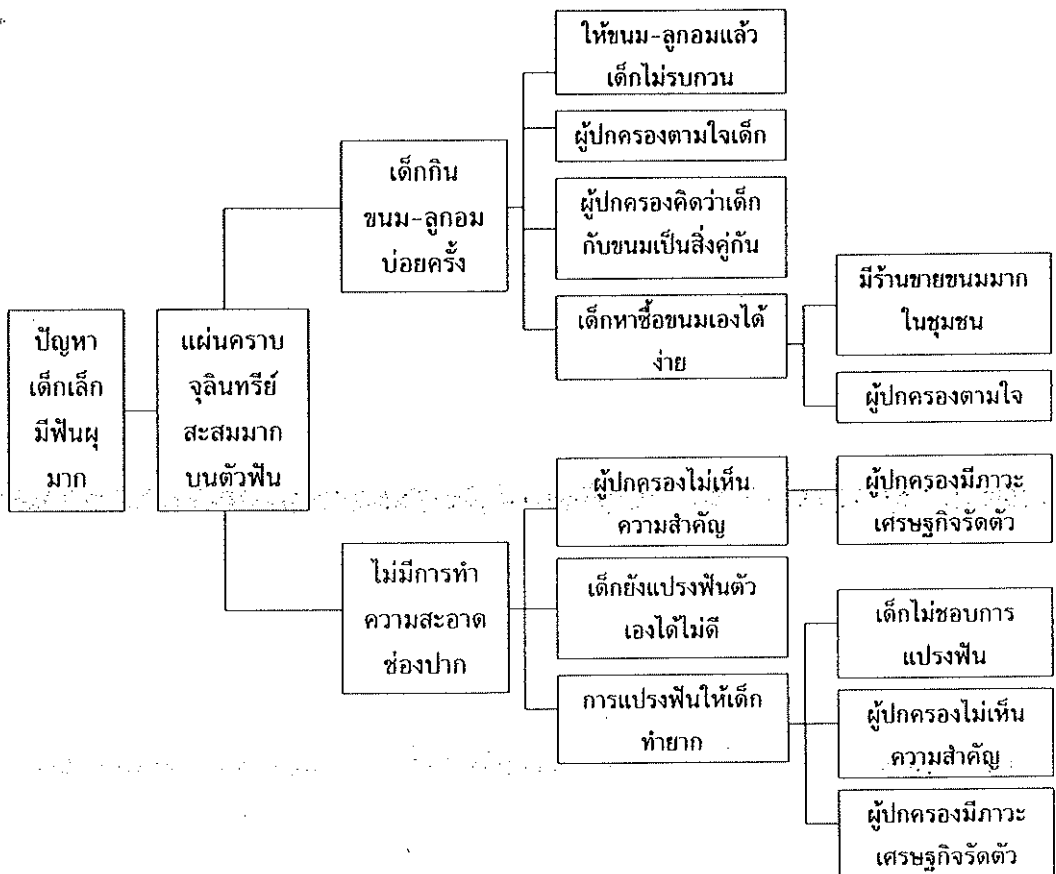 ปัญหา
เด็กเล็ก
มีฟันผุ
มาก
แผ่นคราบ
จุลินทรีย์
สะสมมาก
บนตัวฟัน
เด็กกิน
ขนม-ลูกอม
บ่อยครั้ง
ให้ขนม-ลูกอมแล้ว
เด็กไม่รบกวน
ผู้ปกครองตามใจเด็ก
ผู้ปกครองคิดว่าเด็ก
กับขนมเป็นสิ่งคู่กัน
เด็กหาซื้อขนมเองได้
ง่าย
มีร้านขายขนมมาก
ในชุมชน
ผู้ปกครองตามใจ
ไม่มีการทำ
ความสะอาด
ช่องปาก
ผู้ปกครองไม่เห็น
ความสำคัญ
ผู้ปกครองมีภาวะ
เศรษฐกิจรัดตัว
เด็กยังแปรงฟันตัว
เองได้ไม่ดี
การแปรงฟันให้เด็ก
ทำยาก
เด็กไม่ชอบการ
แปรงฟัน
ผู้ปกครองไม่เห็น
ความสำคัญ
ผู้ปกครองมีภาวะ
เศรษฐกิจรัดตัว